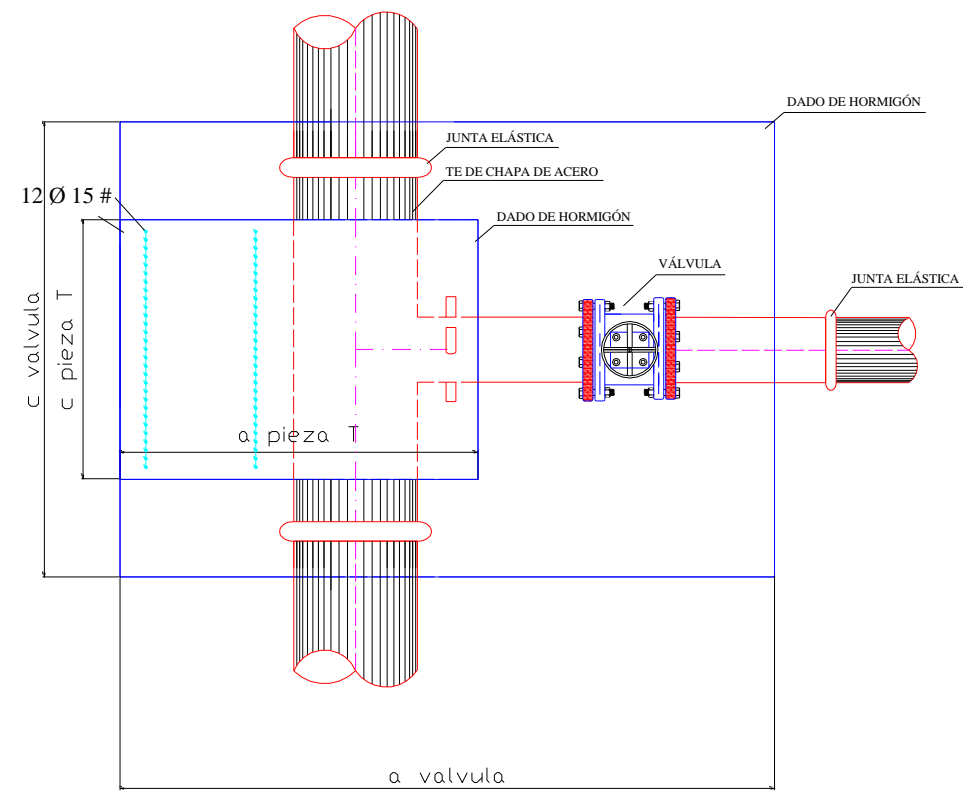 DADO DE HORMIGÓN
JUNTA ELÁSTICA
TE DE CHAPA DE ACERO
12 Ø 15 #
DADO DE HORMIGÓN
VÁLVULA
JUNTA ELÁSTICA
c valvula
c pieza T
a pieza T
a valvula